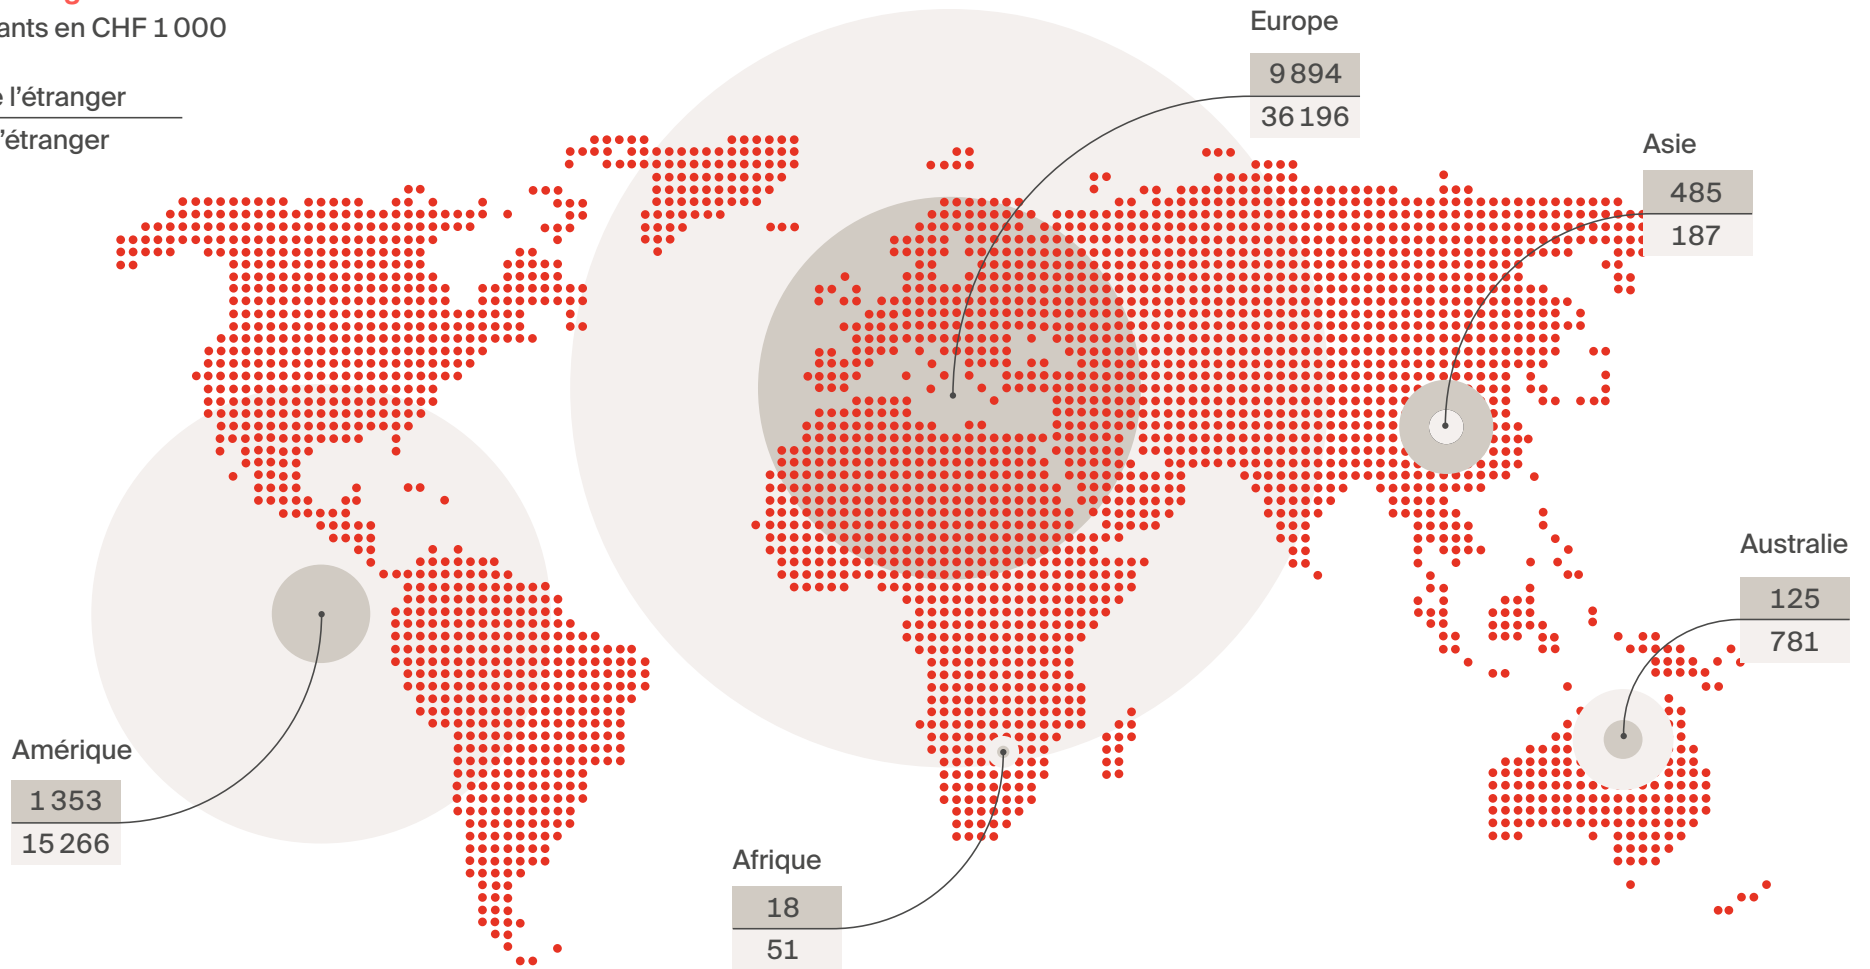 ants en CHF 1 000
l'étranger
l'étranger
Europe
9 894
36 196
Asie
485
187
Australie
125
781
Amérique
1 353
15 266
Afrique
18
51